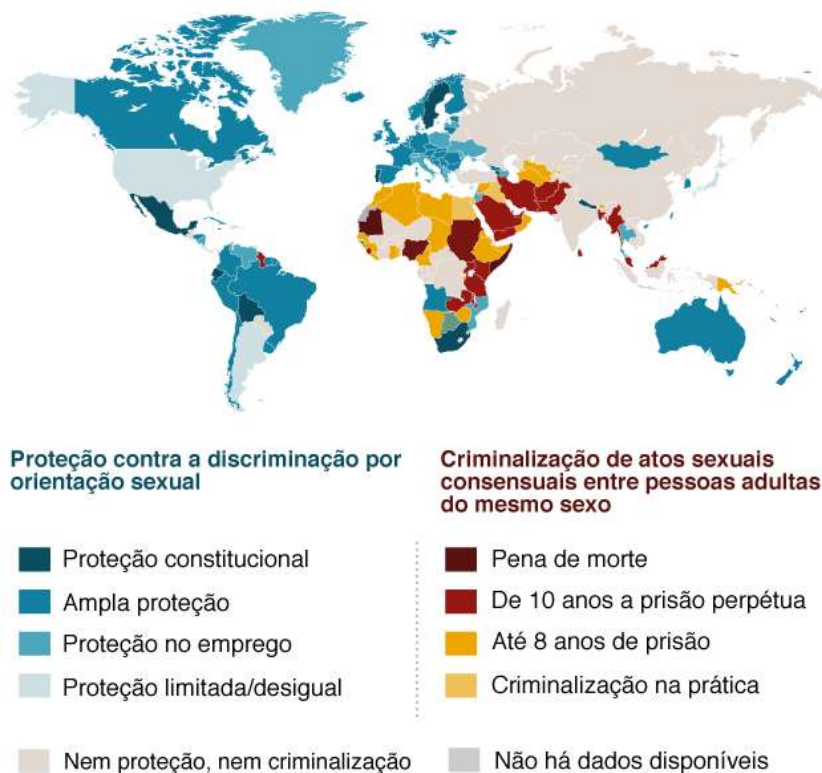 Proteção contra a discriminação por
orientação sexual
Proteção constitucional
Ampla proteção
Proteção no emprego
Proteção limitada/desigual
Nem proteção, nem criminalização
Criminalização de atos sexuais
consensuais entre pessoas adultas
do mesmo sexo
Pena de morte
De 10 anos a prisão perpétua
Até 8 anos de prisão
Criminalização na prática
Não há dados disponíveis